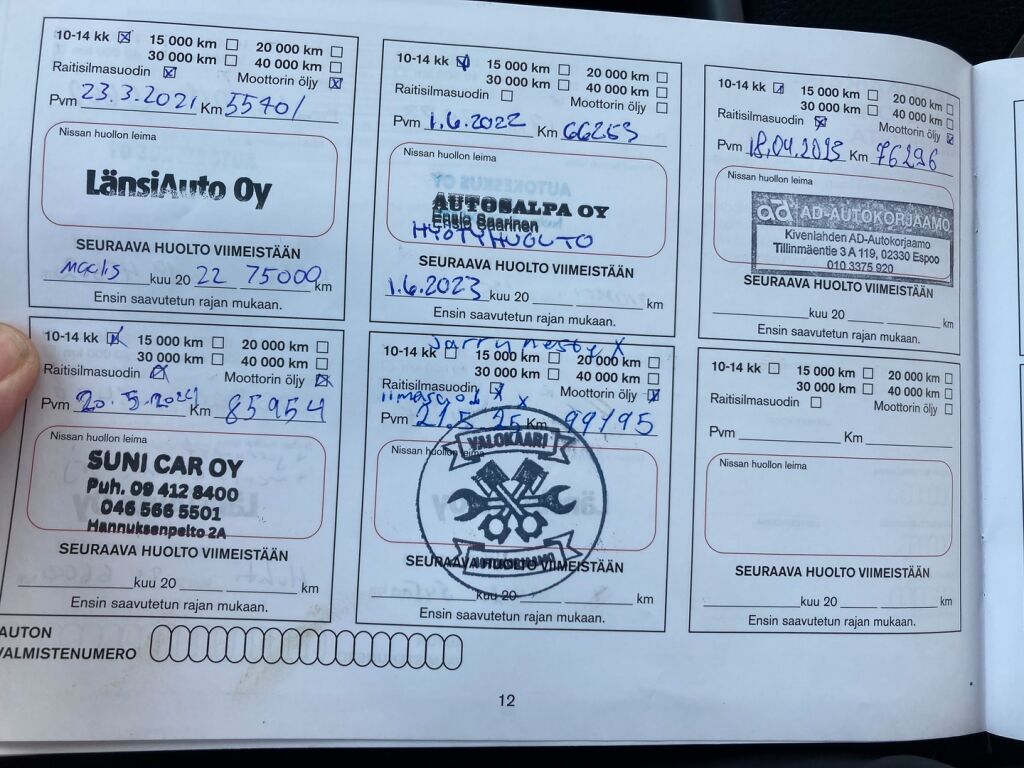 10-14 kk ☒ 15 000 km ☐ 20 000 km ☐
30 000 km ☐ 40 000 km ☐
Raitisilmasuodin ☒ Moottorin öljy ☒
Pvm 23.3.2021 Km 55401
Nissan huollon leima
LänsiAuto Oy
SEURAAVA HUOLTO VIIMEISTÄÄN
maalis kuu 20 22 75000 km
Ensin saavutetun rajan mukaan.
10-14 kk ☒ 15 000 km ☐ 20 000 km ☐
30 000 km ☐ 40 000 km ☐
Raitisilmasuodin ☐ Moottorin öljy ☐
Pvm 1.6.2022 Km 66253
Nissan huollon leima
AUTOKESKUS OY
AUTOSALPA OY
Ensio Saarinen
HYÖTYHUOLTO
SEURAAVA HUOLTO VIIMEISTÄÄN
1.6.2023 kuu 20 km
Ensin saavutetun rajan mukaan.
10-14 kk ☒ 15 000 km ☐ 20 000 km ☐
30 000 km ☐ 40 000 km ☐
Raitisilmasuodin ☒ Moottorin öljy ☒
Pvm 18.04.2023 Km 76296
Nissan huollon leima
ad AD-AUTOKORJAAMO
Kivenlahden AD-Autokorjaamo
Tillinmäentie 3 A 119, 02330 Espoo
010 3375 920
SEURAAVA HUOLTO VIIMEISTÄÄN
kuu 20 km
Ensin saavutetun rajan mukaan.
10-14 kk ☒ 15 000 km ☐ 20 000 km ☐
30 000 km ☐ 40 000 km ☐
Raitisilmasuodin ☒ Moottorin öljy ☒
Pvm 20.5.2024 Km 85954
Nissan huollon leima
SUNI CAR OY
Puh. 09 412 8400
046 566 5501
Hannuksenpelto 2A
SEURAAVA HUOLTO VIIMEISTÄÄN
kuu 20 km
Ensin saavutetun rajan mukaan.
Jarruneste x
10-14 kk ☐ 15 000 km ☐ 20 000 km ☐
30 000 km ☐ 40 000 km ☐
Raitisilmasuodin ☒ Moottorin öljy ☒
Pvm 21.5 25 Km 99195
Nissan huollon leima
VALOKAARI
SEURAAVA HUOLTO VIIMEISTÄÄN
kuu 20 km
Ensin saavutetun rajan mukaan.
10-14 kk ☐ 15 000 km ☐ 20 000 km ☐
30 000 km ☐ 40 000 km ☐
Raitisilmasuodin ☐ Moottorin öljy ☐
Pvm Km
Nissan huollon leima
SEURAAVA HUOLTO VIIMEISTÄÄN
kuu 20 km
Ensin saavutetun rajan mukaan.
AUTON
VALMISTENUMERO
12